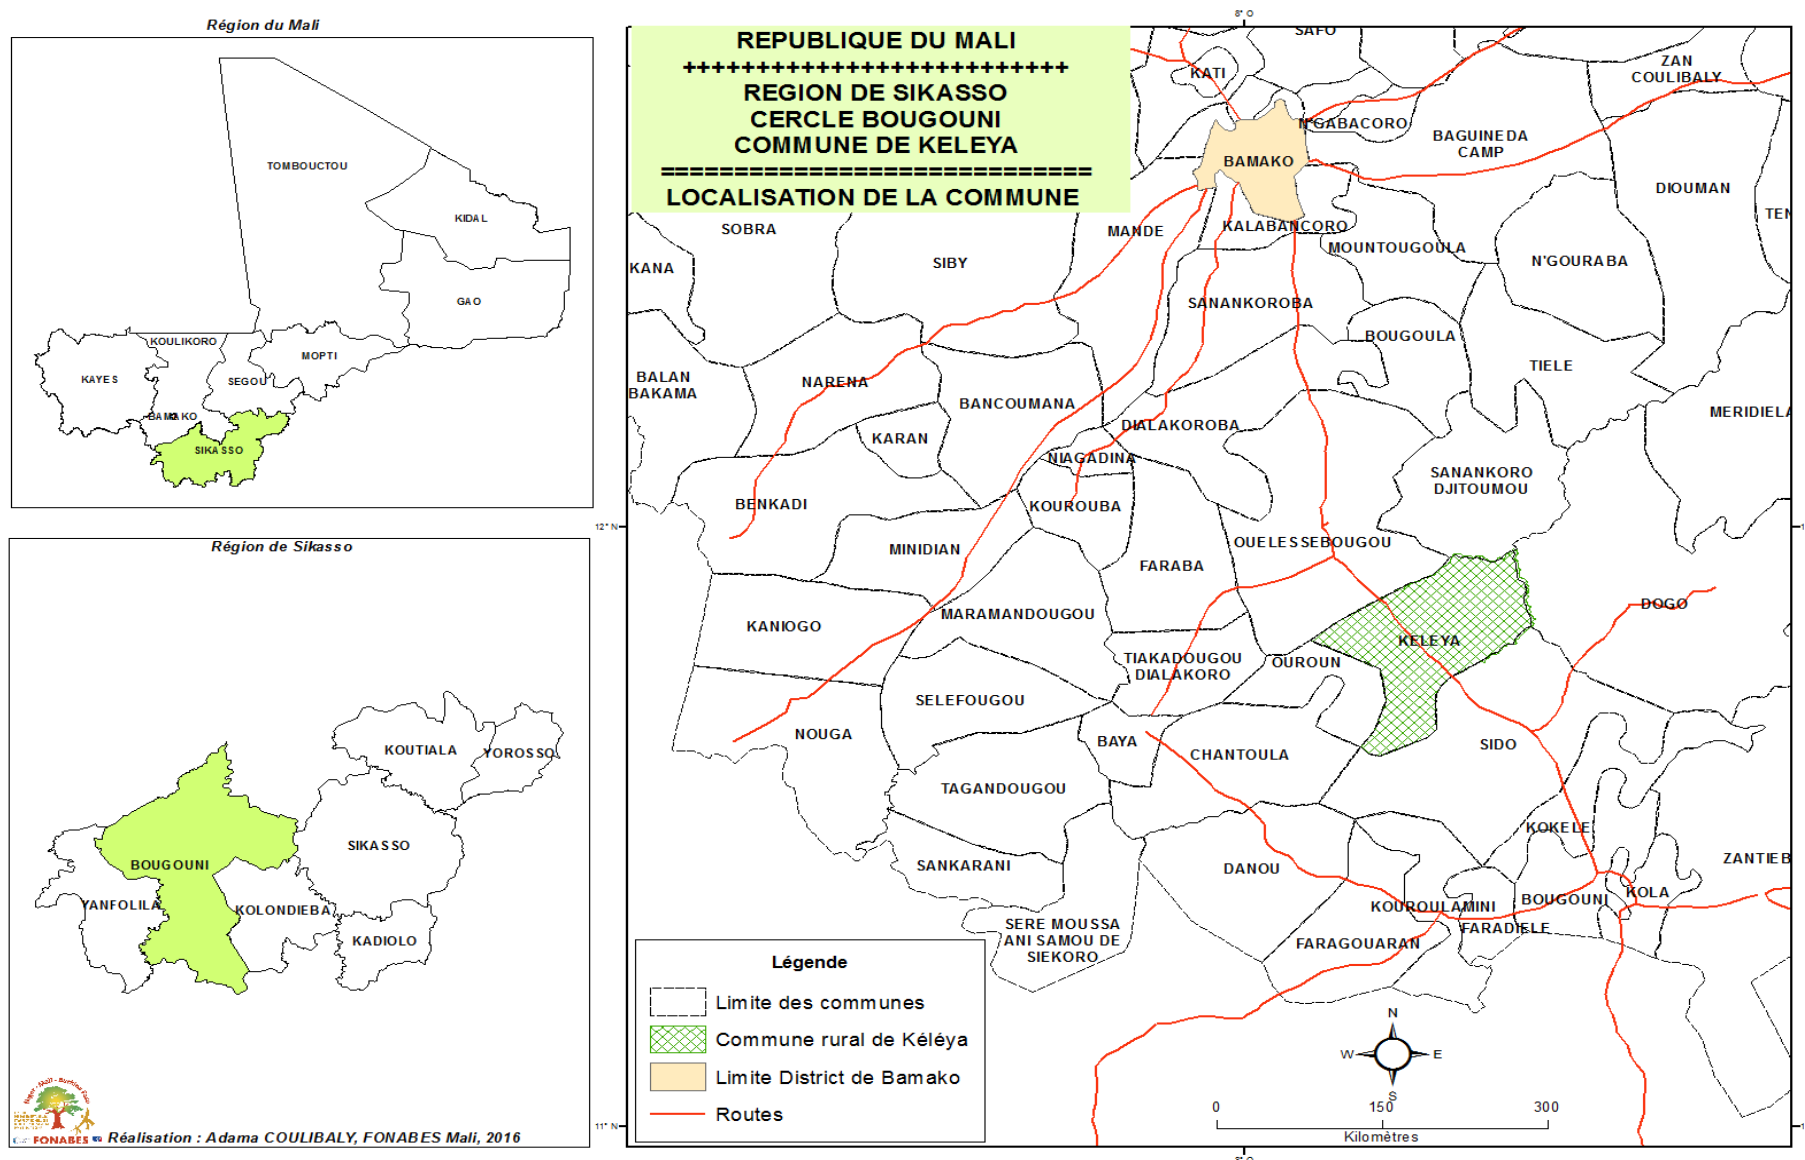 Région du Mali
TOMBOUCTOU
KIDAL
GAO
KOULIKORO
MOPTI
KAYES
SEGOU
BAMAKO
SIKASSO
Région de Sikasso
KOUTIALA
YOROSSO
SIKASSO
BOUGOUNI
YANFOLILA
KOLONDIEBA
KADIOLO
FONABES
Réalisation : Adama COULIBALY, FONABES Mali, 2016
REPUBLIQUE DU MALI
+++++++++++++++++++++++++++
REGION DE SIKASSO
CERCLE BOUGOUNI
COMMUNE DE KELEYA
==============================
LOCALISATION DE LA COMMUNE
8° O
SAFO
KATI
ZAN
COULIBALY
N'GABACORO
BAGUINEDA
CAMP
BAMAKO
DIOUMAN
TEN
SOBRA
MANDE
KALABANCORO
MOUNTOUGOULA
KANA
SIBY
N'GOURABA
SANANKOROBA
BOUGOULA
TIELE
BALAN
BAKAMA
NARENA
BANCOUMANA
MERIDIELA
KARAN
DIALAKOROBA
NIAGADINA
SANANKORO
DJITOUMOU
BENKADI
KOUROUBA
12° N
MINIDIAN
OUELESSEBOUGOU
FARABA
DOGO
KANIOGO
MARAMANDOUGOU
KELEYA
TIAKADOUGOU
DIALAKORO
OUROUN
SELEFOUGOU
NOUGA
BAYA
CHANTOULA
SIDO
TAGANDOUGOU
KOKELE
SANKARANI
DANOU
ZANTIEB
KOUROULAMINI
BOUGOUNI
KOLA
SERE MOUSSA
ANI SAMOU DE
SIEKORO
FARADIELE
FARAGOUARAN
Légende
Limite des communes
Commune rural de Kéléya
Limite District de Bamako
Routes
N
W
E
S
0 150 300
Kilomètres
11° N